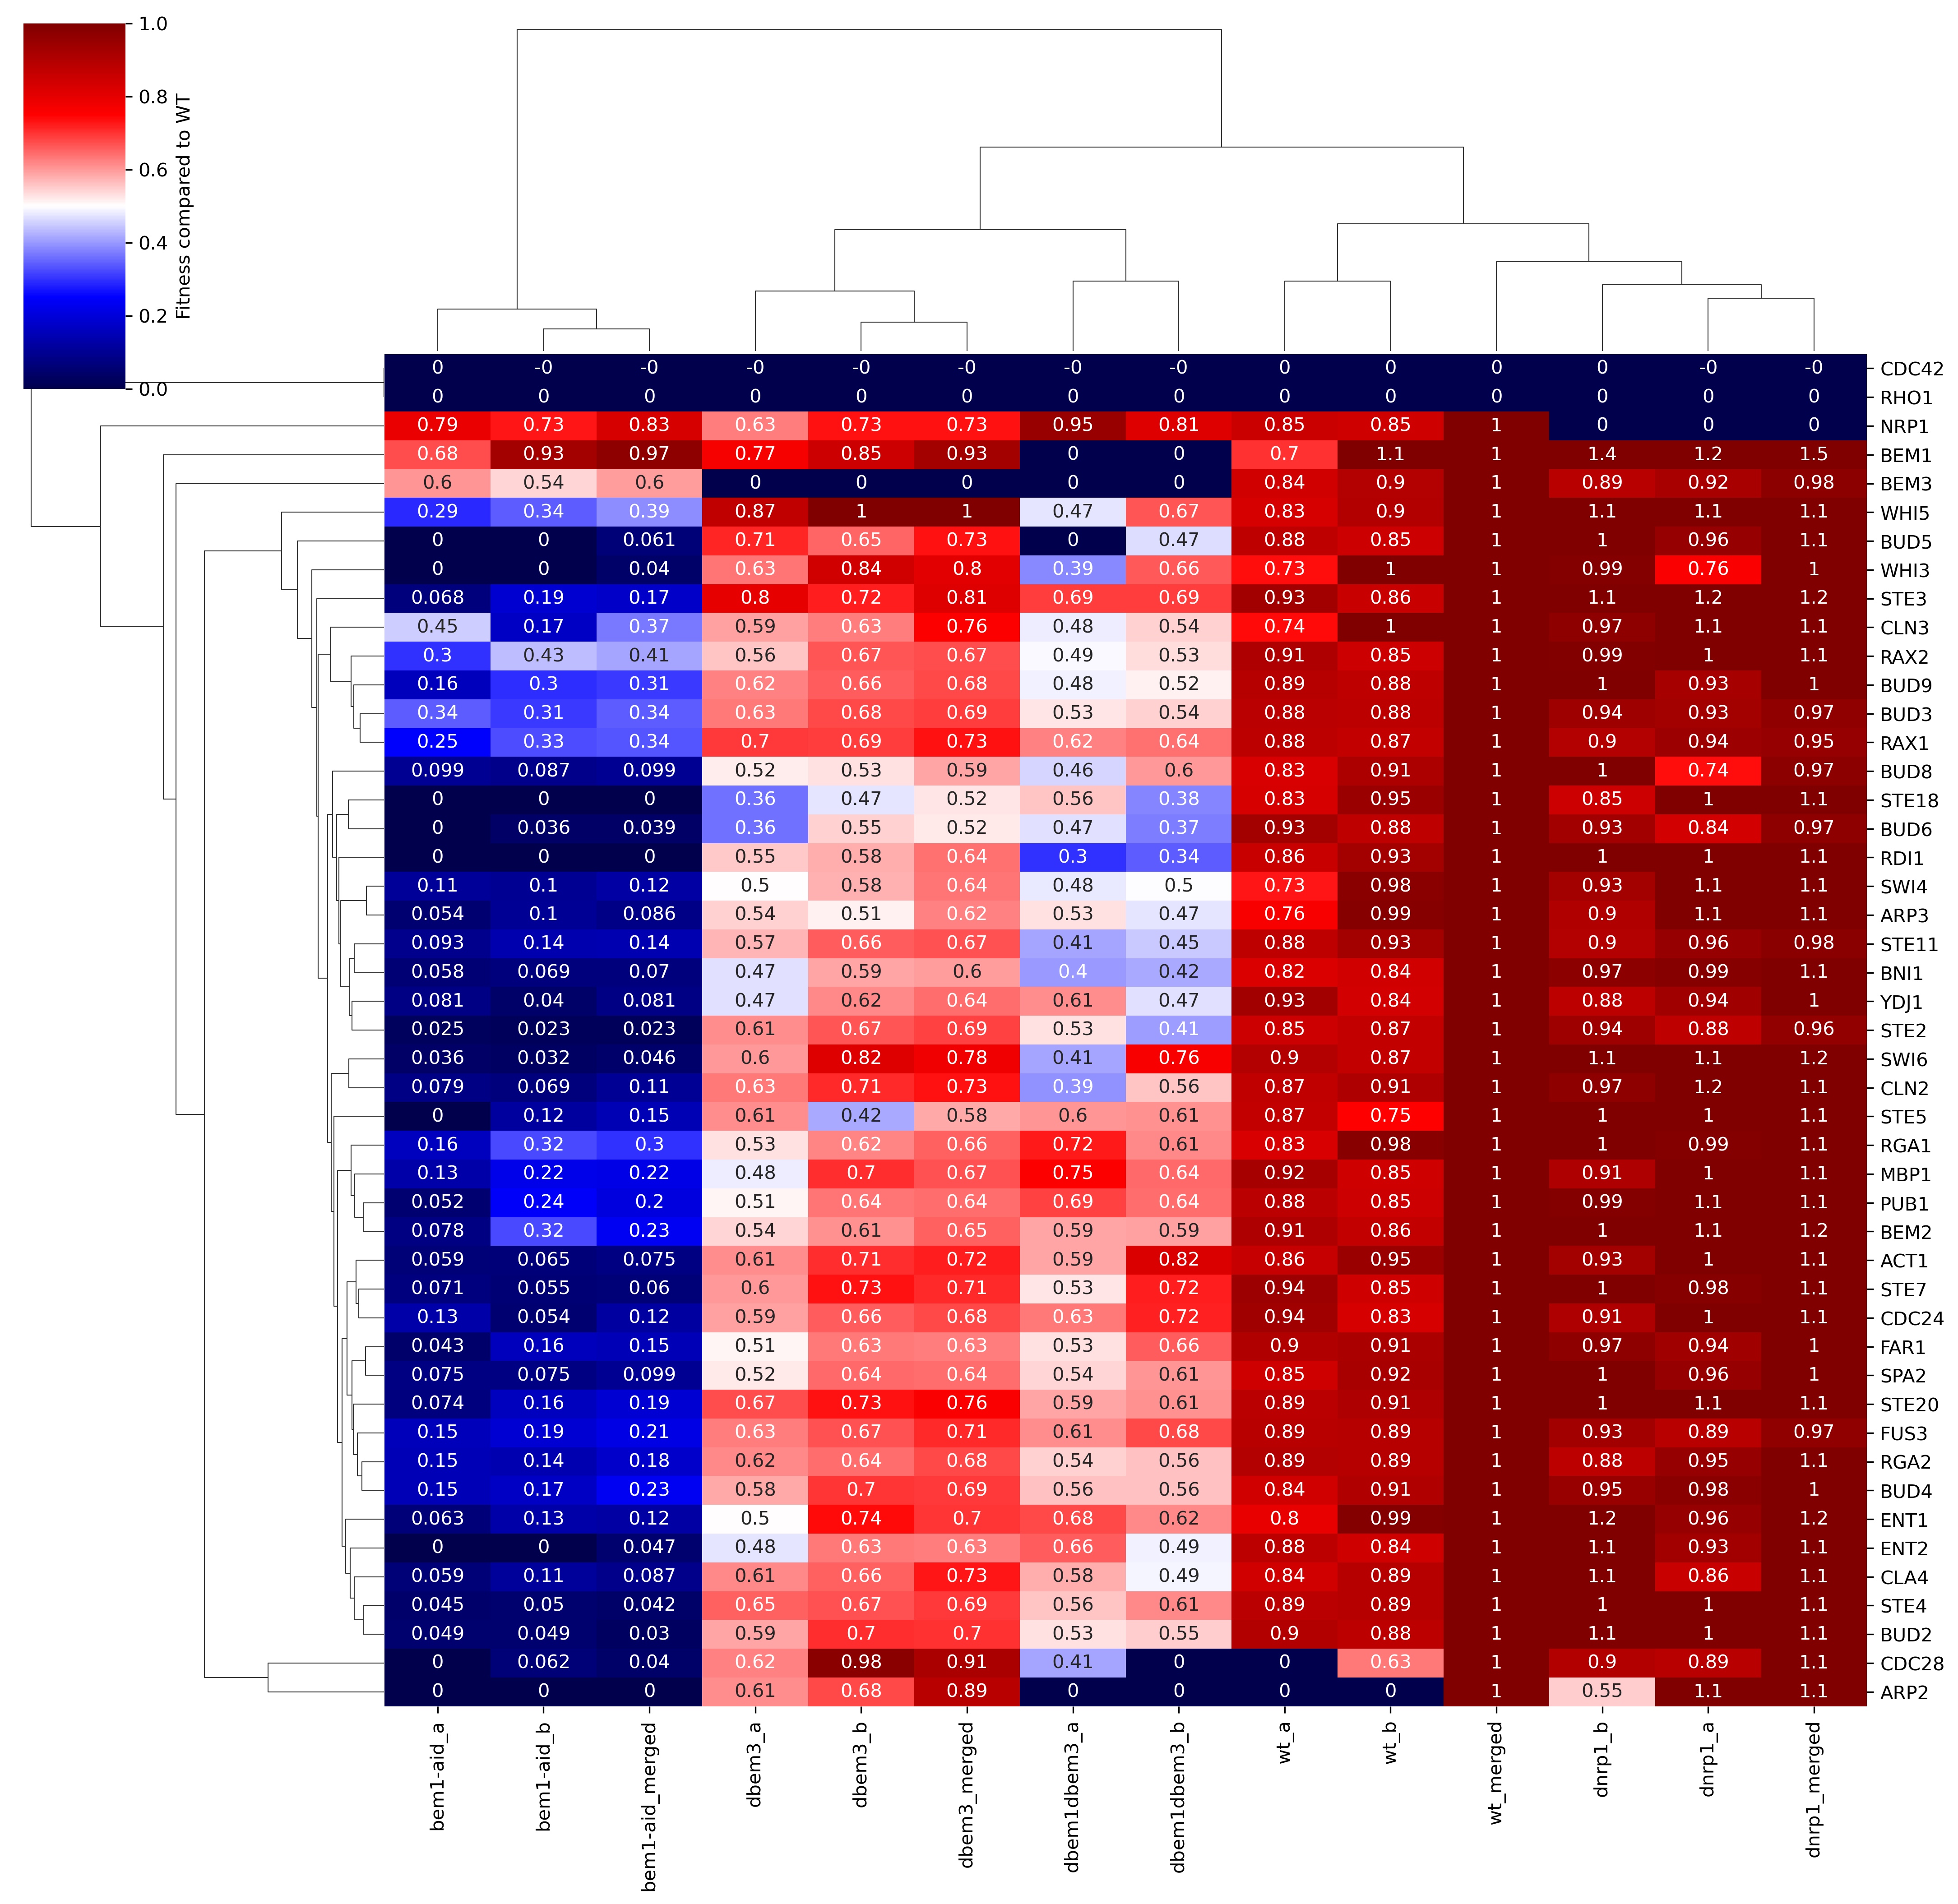 1.0
0.8
0.6
0.4
0.2
0.0
Fitness compared to WT
0 -0 -0 -0 -0 -0 -0 -0 0 0 0 0 -0 -0 CDC42
0 0 0 0 0 0 0 0 0 0 0 0 0 0 RHO1
0.79 0.73 0.83 0.63 0.73 0.73 0.95 0.81 0.85 0.85 1 0 0 0 NRP1
0.68 0.93 0.97 0.77 0.85 0.93 0 0 0.7 1.1 1 1.4 1.2 1.5 BEM1
0.6 0.54 0.6 0 0 0 0 0 0.84 0.9 1 0.89 0.92 0.98 BEM3
0.29 0.34 0.39 0.87 1 1 0.47 0.67 0.83 0.9 1 1.1 1.1 1.1 WHI5
0 0 0.061 0.71 0.65 0.73 0 0.47 0.88 0.85 1 1 0.96 1.1 BUD5
0 0 0.04 0.63 0.84 0.8 0.39 0.66 0.73 1 1 0.99 0.76 1 WHI3
0.068 0.19 0.17 0.8 0.72 0.81 0.69 0.69 0.93 0.86 1 1.1 1.2 1.2 STE3
0.45 0.17 0.37 0.59 0.63 0.76 0.48 0.54 0.74 1 1 0.97 1.1 1.1 CLN3
0.3 0.43 0.41 0.56 0.67 0.67 0.49 0.53 0.91 0.85 1 0.99 1 1.1 RAX2
0.16 0.3 0.31 0.62 0.66 0.68 0.48 0.52 0.89 0.88 1 1 0.93 1 BUD9
0.34 0.31 0.34 0.63 0.68 0.69 0.53 0.54 0.88 0.88 1 0.94 0.93 0.97 BUD3
0.25 0.33 0.34 0.7 0.69 0.73 0.62 0.64 0.88 0.87 1 0.9 0.94 0.95 RAX1
0.099 0.087 0.099 0.52 0.53 0.59 0.46 0.6 0.83 0.91 1 1 0.74 0.97 BUD8
0 0 0 0.36 0.47 0.52 0.56 0.38 0.83 0.95 1 0.85 1 1.1 STE18
0 0.036 0.039 0.36 0.55 0.52 0.47 0.37 0.93 0.88 1 0.93 0.84 0.97 BUD6
0 0 0 0.55 0.58 0.64 0.3 0.34 0.86 0.93 1 1 1 1.1 RDI1
0.11 0.1 0.12 0.5 0.58 0.64 0.48 0.5 0.73 0.98 1 0.93 1.1 1.1 SWI4
0.054 0.1 0.086 0.54 0.51 0.62 0.53 0.47 0.76 0.99 1 0.9 1.1 1.1 ARP3
0.093 0.14 0.14 0.57 0.66 0.67 0.41 0.45 0.88 0.93 1 0.9 0.96 0.98 STE11
0.058 0.069 0.07 0.47 0.59 0.6 0.4 0.42 0.82 0.84 1 0.97 0.99 1.1 BNI1
0.081 0.04 0.081 0.47 0.62 0.64 0.61 0.47 0.93 0.84 1 0.88 0.94 1 YDJ1
0.025 0.023 0.023 0.61 0.67 0.69 0.53 0.41 0.85 0.87 1 0.94 0.88 0.96 STE2
0.036 0.032 0.046 0.6 0.82 0.78 0.41 0.76 0.9 0.87 1 1.1 1.1 1.2 SWI6
0.079 0.069 0.11 0.63 0.71 0.73 0.39 0.56 0.87 0.91 1 0.97 1.2 1.1 CLN2
0 0.12 0.15 0.61 0.42 0.58 0.6 0.61 0.87 0.75 1 1 1 1.1 STE5
0.16 0.32 0.3 0.53 0.62 0.66 0.72 0.61 0.83 0.98 1 1 0.99 1.1 RGA1
0.13 0.22 0.22 0.48 0.7 0.67 0.75 0.64 0.92 0.85 1 0.91 1 1.1 MBP1
0.052 0.24 0.2 0.51 0.64 0.64 0.69 0.64 0.88 0.85 1 0.99 1.1 1.1 PUB1
0.078 0.32 0.23 0.54 0.61 0.65 0.59 0.59 0.91 0.86 1 1 1.1 1.2 BEM2
0.059 0.065 0.075 0.61 0.71 0.72 0.59 0.82 0.86 0.95 1 0.93 1 1.1 ACT1
0.071 0.055 0.06 0.6 0.73 0.71 0.53 0.72 0.94 0.85 1 1 0.98 1.1 STE7
0.13 0.054 0.12 0.59 0.66 0.68 0.63 0.72 0.94 0.83 1 0.91 1 1.1 CDC24
0.043 0.16 0.15 0.51 0.63 0.63 0.53 0.66 0.9 0.91 1 0.97 0.94 1 FAR1
0.075 0.075 0.099 0.52 0.64 0.64 0.54 0.61 0.85 0.92 1 1 0.96 1 SPA2
0.074 0.16 0.19 0.67 0.73 0.76 0.59 0.61 0.89 0.91 1 1 1.1 1.1 STE20
0.15 0.19 0.21 0.63 0.67 0.71 0.61 0.68 0.89 0.89 1 0.93 0.89 0.97 FUS3
0.15 0.14 0.18 0.62 0.64 0.68 0.54 0.56 0.89 0.89 1 0.88 0.95 1.1 RGA2
0.15 0.17 0.23 0.58 0.7 0.69 0.56 0.56 0.84 0.91 1 0.95 0.98 1 BUD4
0.063 0.13 0.12 0.5 0.74 0.7 0.68 0.62 0.8 0.99 1 1.2 0.96 1.2 ENT1
0 0 0.047 0.48 0.63 0.63 0.66 0.49 0.88 0.84 1 1.1 0.93 1.1 ENT2
0.059 0.11 0.087 0.61 0.66 0.73 0.58 0.49 0.84 0.89 1 1.1 0.86 1.1 CLA4
0.045 0.05 0.042 0.65 0.67 0.69 0.56 0.61 0.89 0.89 1 1 1 1.1 STE4
0.049 0.049 0.03 0.59 0.7 0.7 0.53 0.55 0.9 0.88 1 1.1 1 1.1 BUD2
0 0.062 0.04 0.62 0.98 0.91 0.41 0 0 0.63 1 0.9 0.89 1.1 CDC28
0 0 0 0.61 0.68 0.89 0 0 0 0 1 0.55 1.1 1.1 ARP2
bem1-aid_a
bem1-aid_b
bem1-aid_merged
dbem3_a
dbem3_b
dbem3_merged
dbem1dbem3_a
dbem1dbem3_b
wt_a
wt_b
wt_merged
dnrp1_b
dnrp1_a
dnrp1_merged